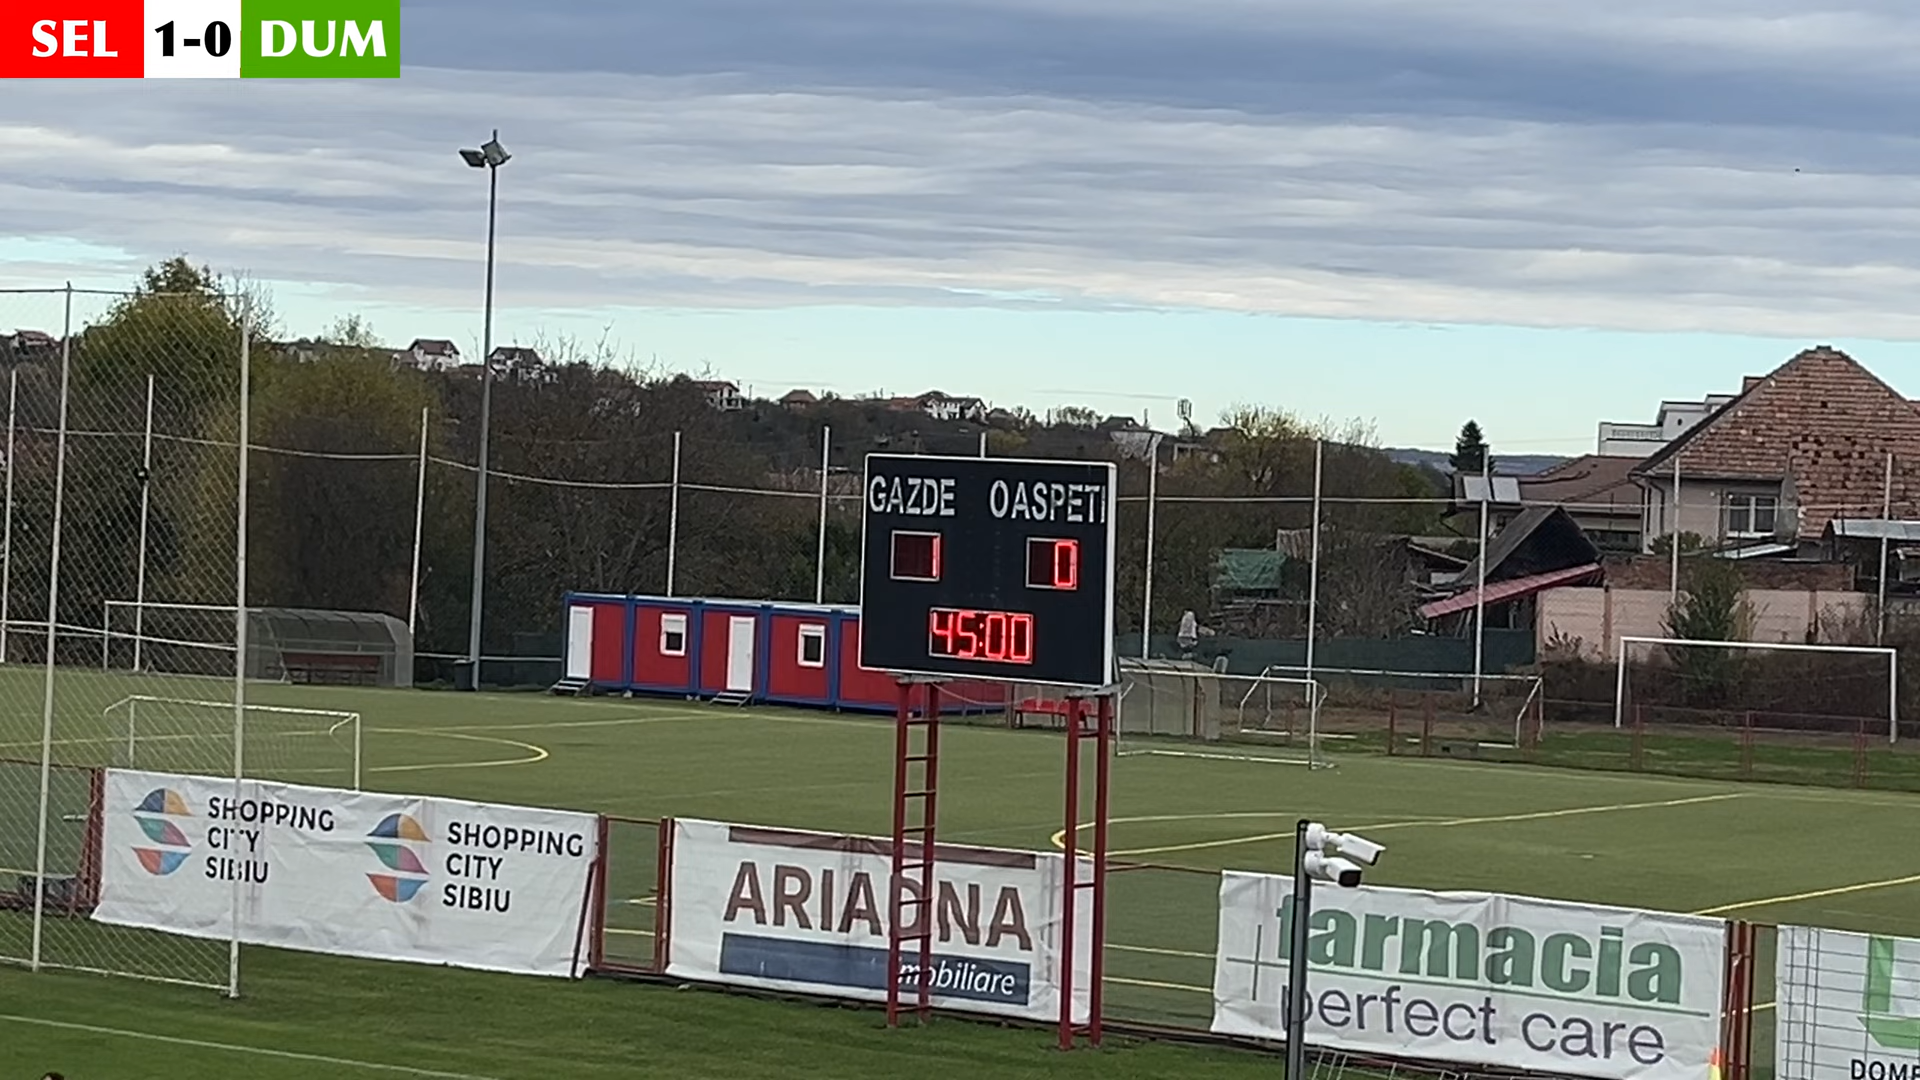 SEL 1-0 DUM
GAZDE OASPETI
1 0
45:00
SHOPPING
CITY
SIBIU
SHOPPING
CITY
SIBIU
ARIADNA
imobiliare
farmacia
perfect care